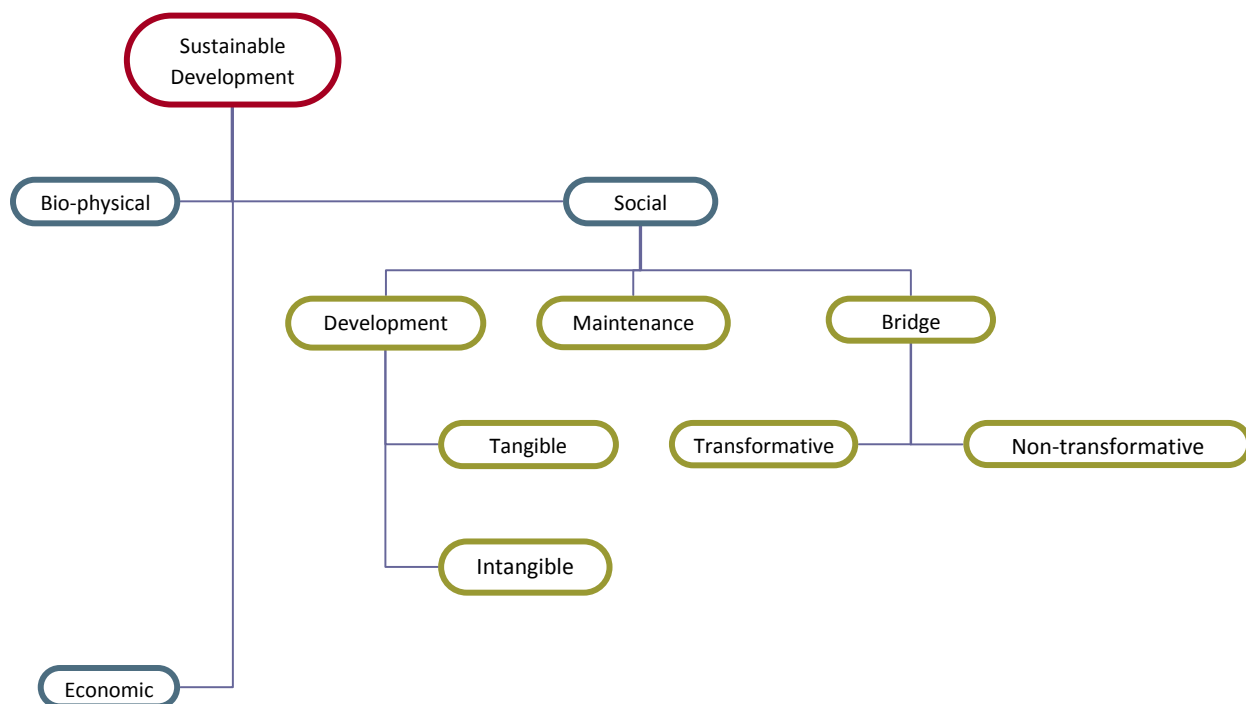 Sustainable
Development
Bio-physical
Social
Development
Maintenance
Bridge
Tangible
Transformative
Non-transformative
Intangible
Economic